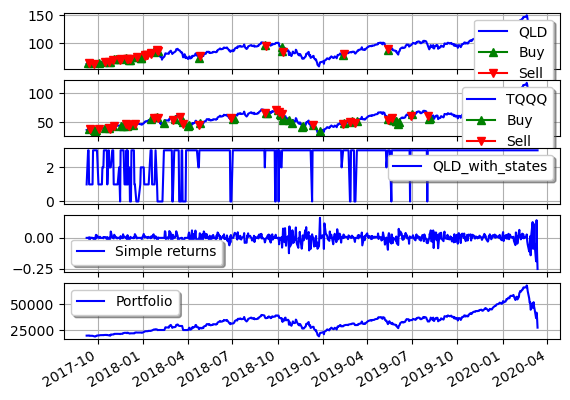 150
100
QLD
Buy
Sell
100
50
TQQQ
Buy
Sell
2
0
QLD_with_states
0.00
−0.25
Simple returns
50000
25000
Portfolio
2017-10
2018-01
2018-04
2018-07
2018-10
2019-01
2019-04
2019-07
2019-10
2020-01
2020-04